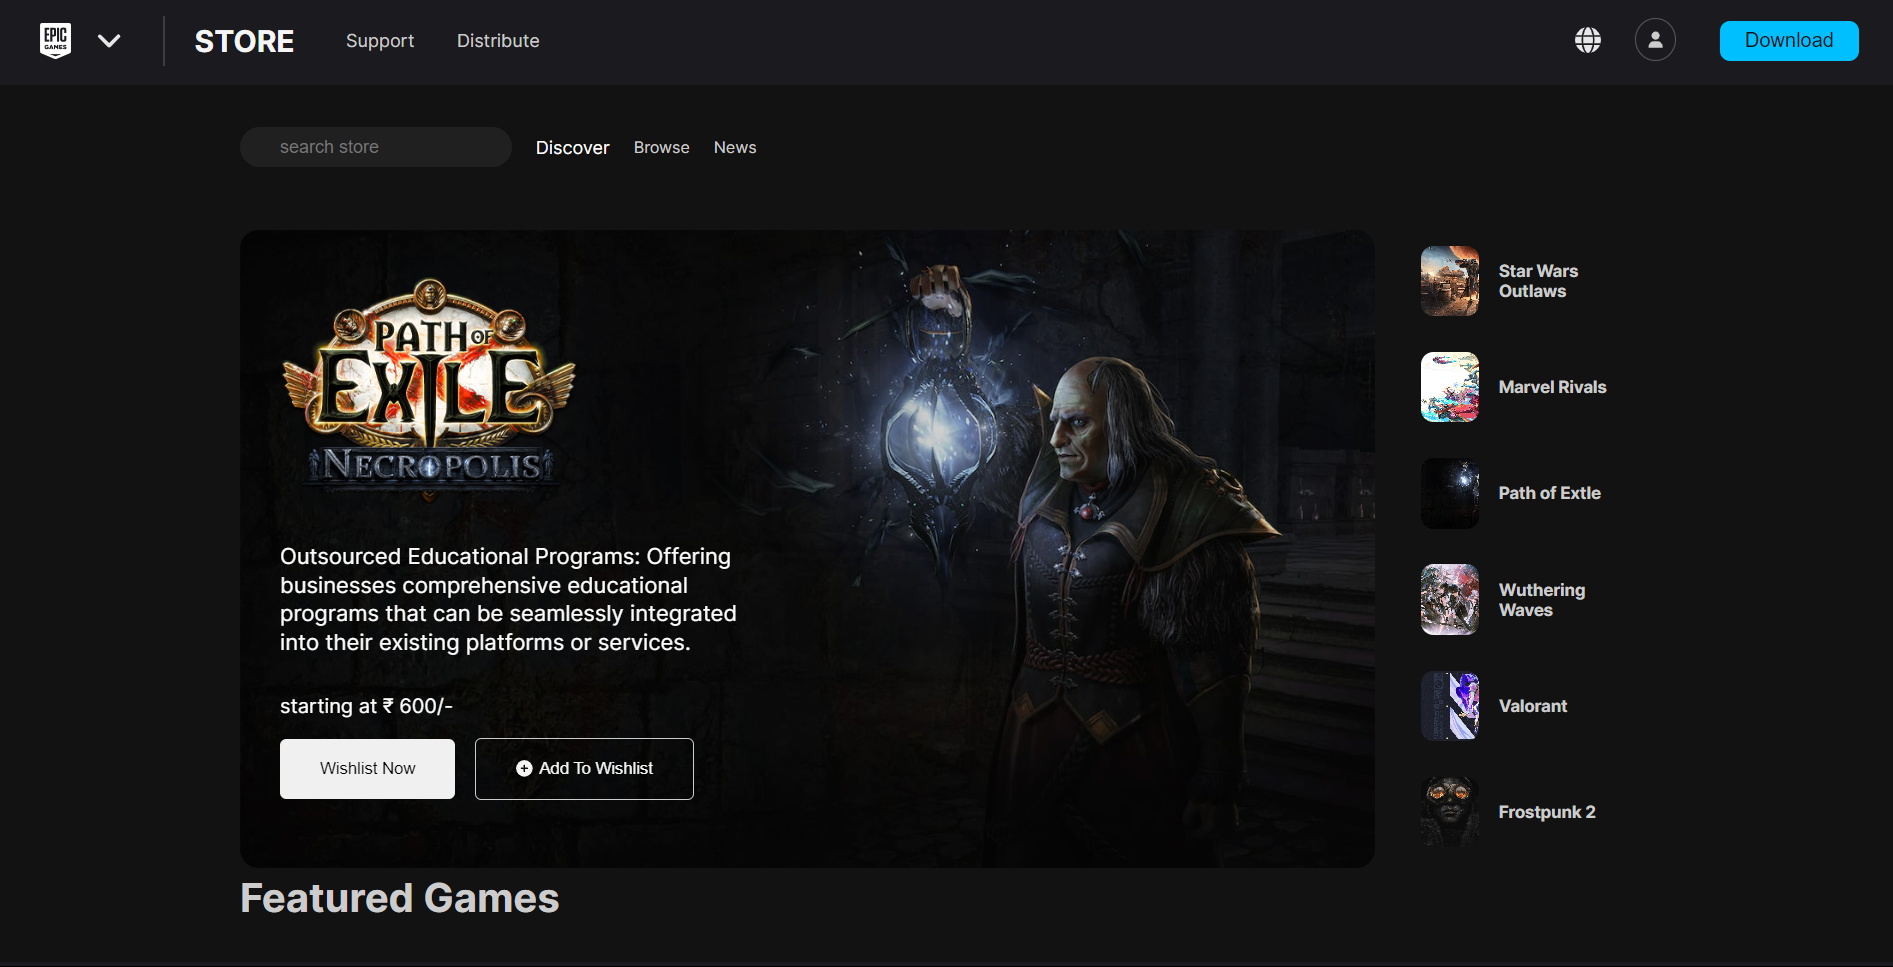 EPIC
GAMES
STORE
Support
Distribute
Download
search store
Discover
Browse
News
PATH OF
EXILE
NECROPOLIS
Outsourced Educational Programs: Offering
businesses comprehensive educational
programs that can be seamlessly integrated
into their existing platforms or services.
starting at ₹ 600/-
Wishlist Now
Add To Wishlist
Star Wars
Outlaws
Marvel Rivals
Path of Extle
Wuthering
Waves
Valorant
Frostpunk 2
Featured Games